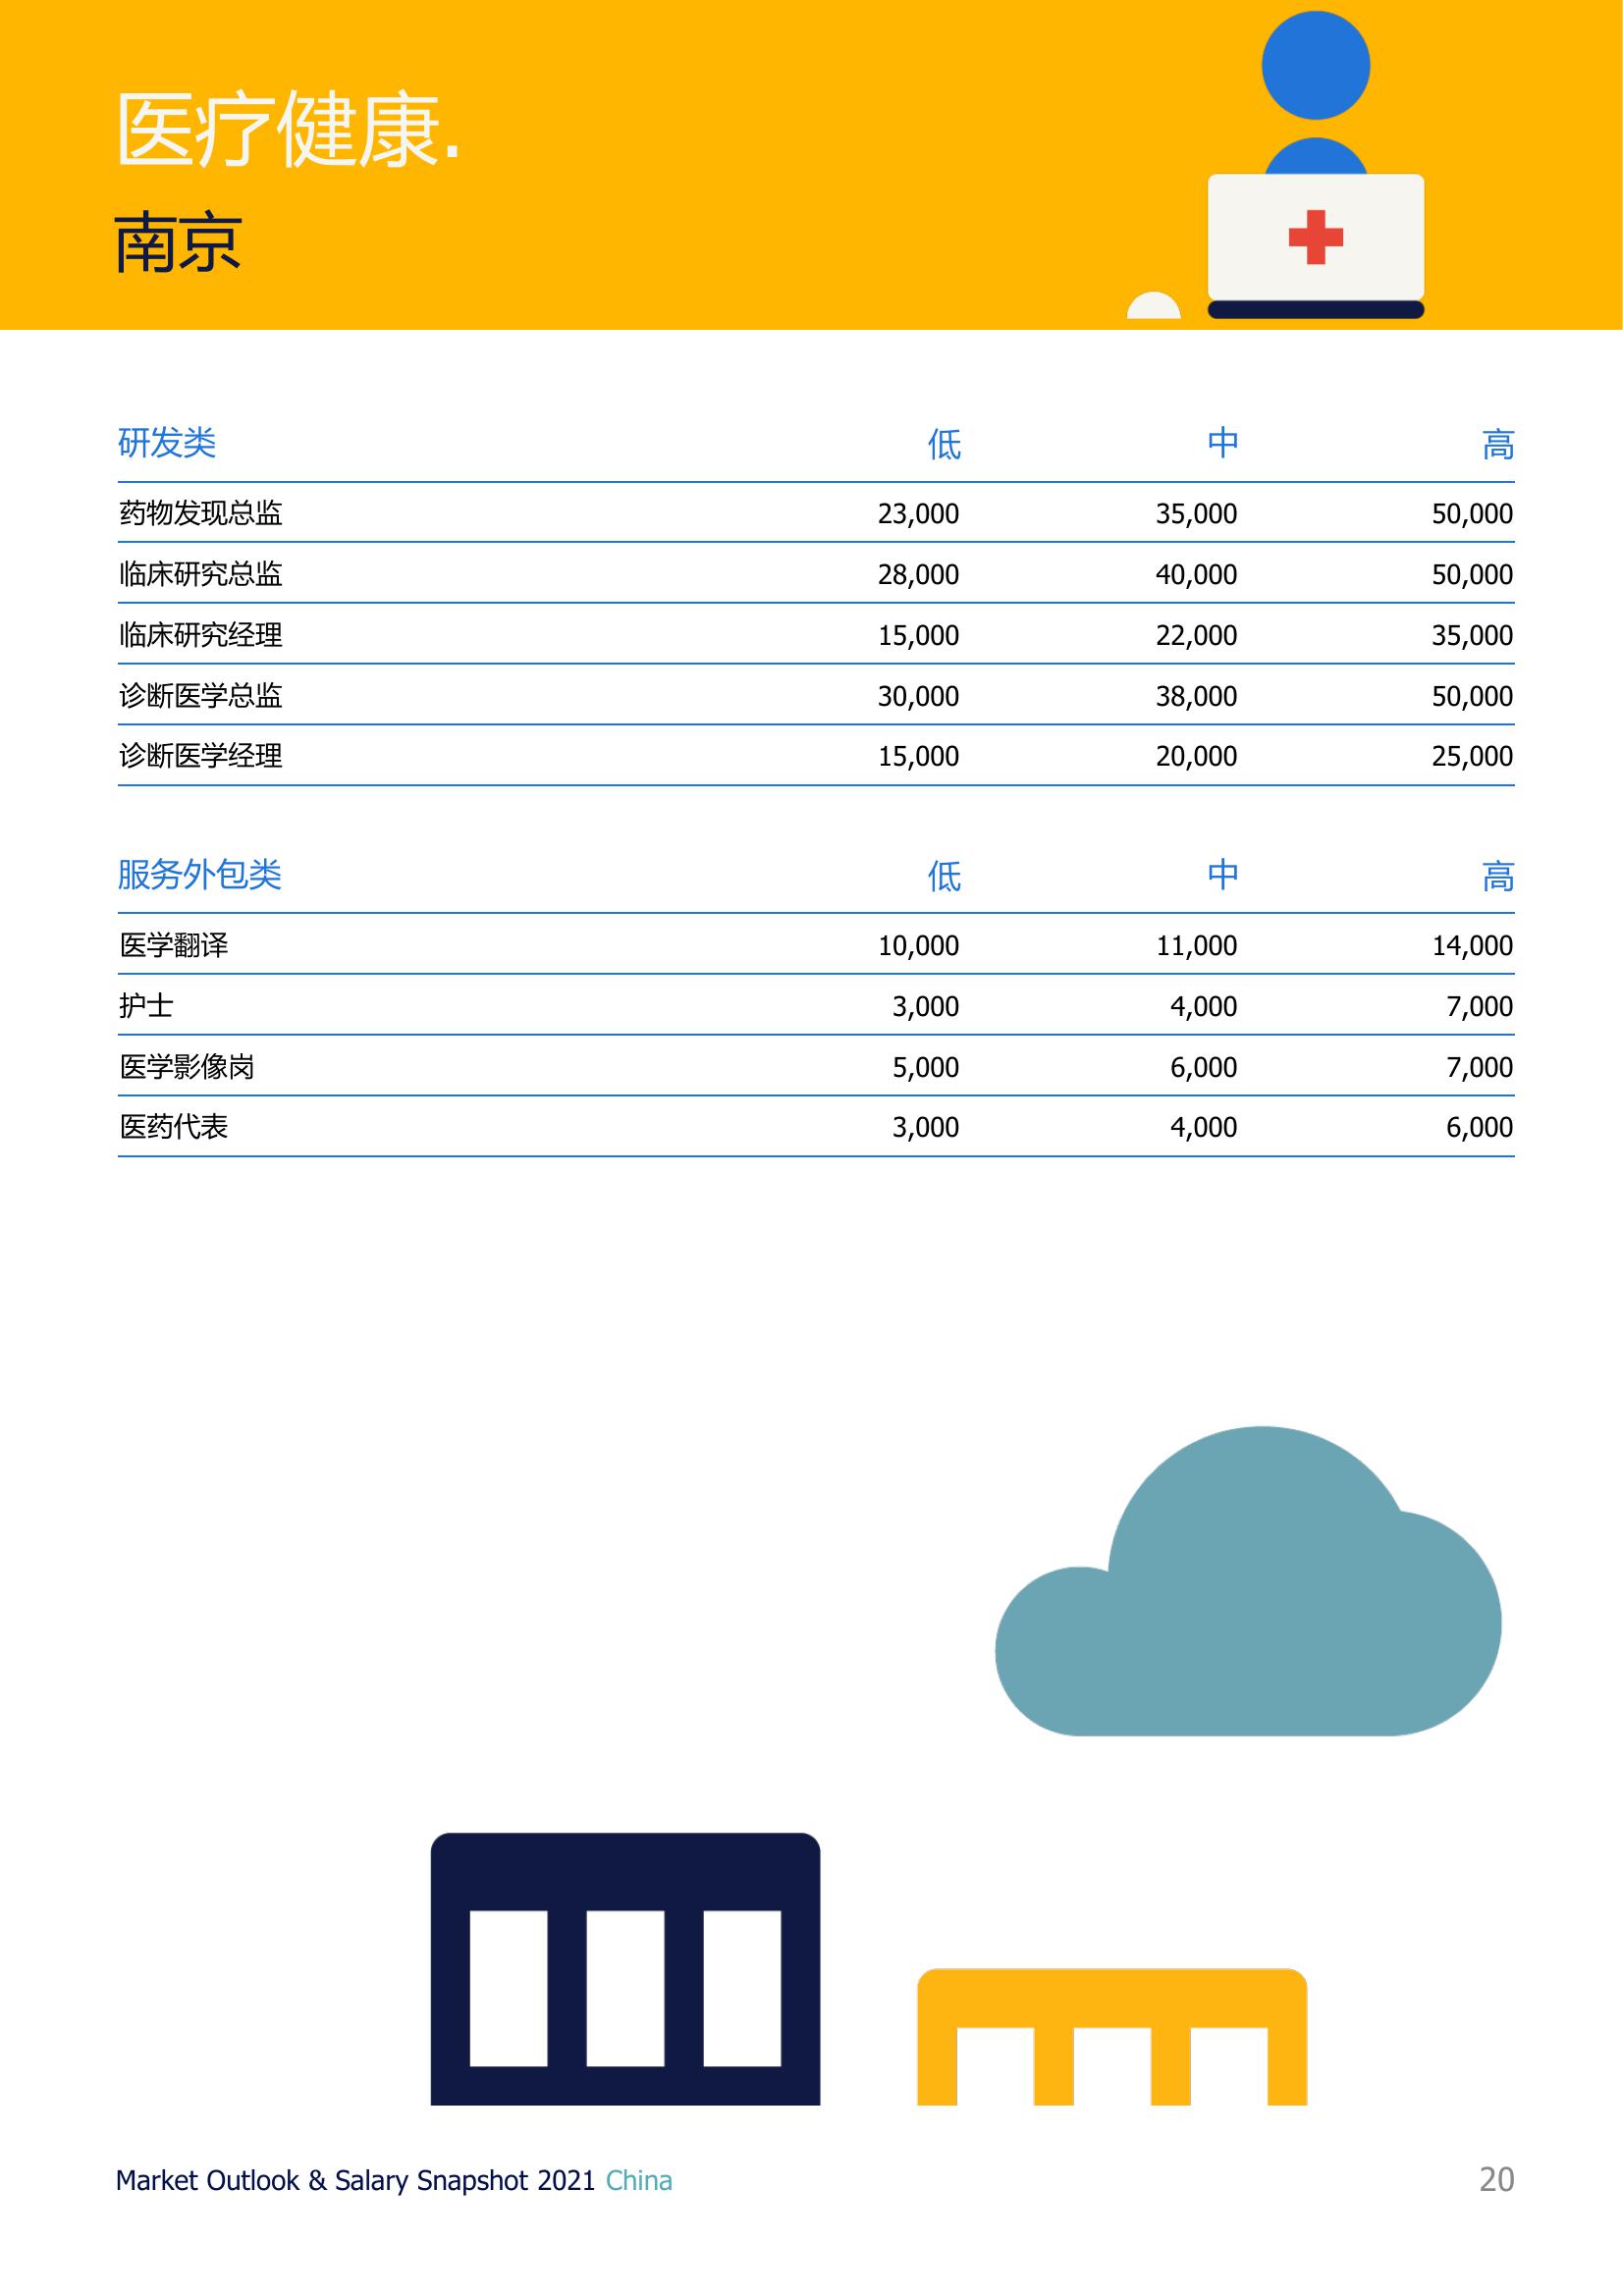 医疗健康.
南京
研发类 低 中 高
药物发现总监 23,000 35,000 50,000
临床研究总监 28,000 40,000 50,000
临床研究经理 15,000 22,000 35,000
诊断医学总监 30,000 38,000 50,000
诊断医学经理 15,000 20,000 25,000
服务外包类 低 中 高
医学翻译 10,000 11,000 14,000
护士 3,000 4,000 7,000
医学影像岗 5,000 6,000 7,000
医药代表 3,000 4,000 6,000
Market Outlook & Salary Snapshot 2021 China 20